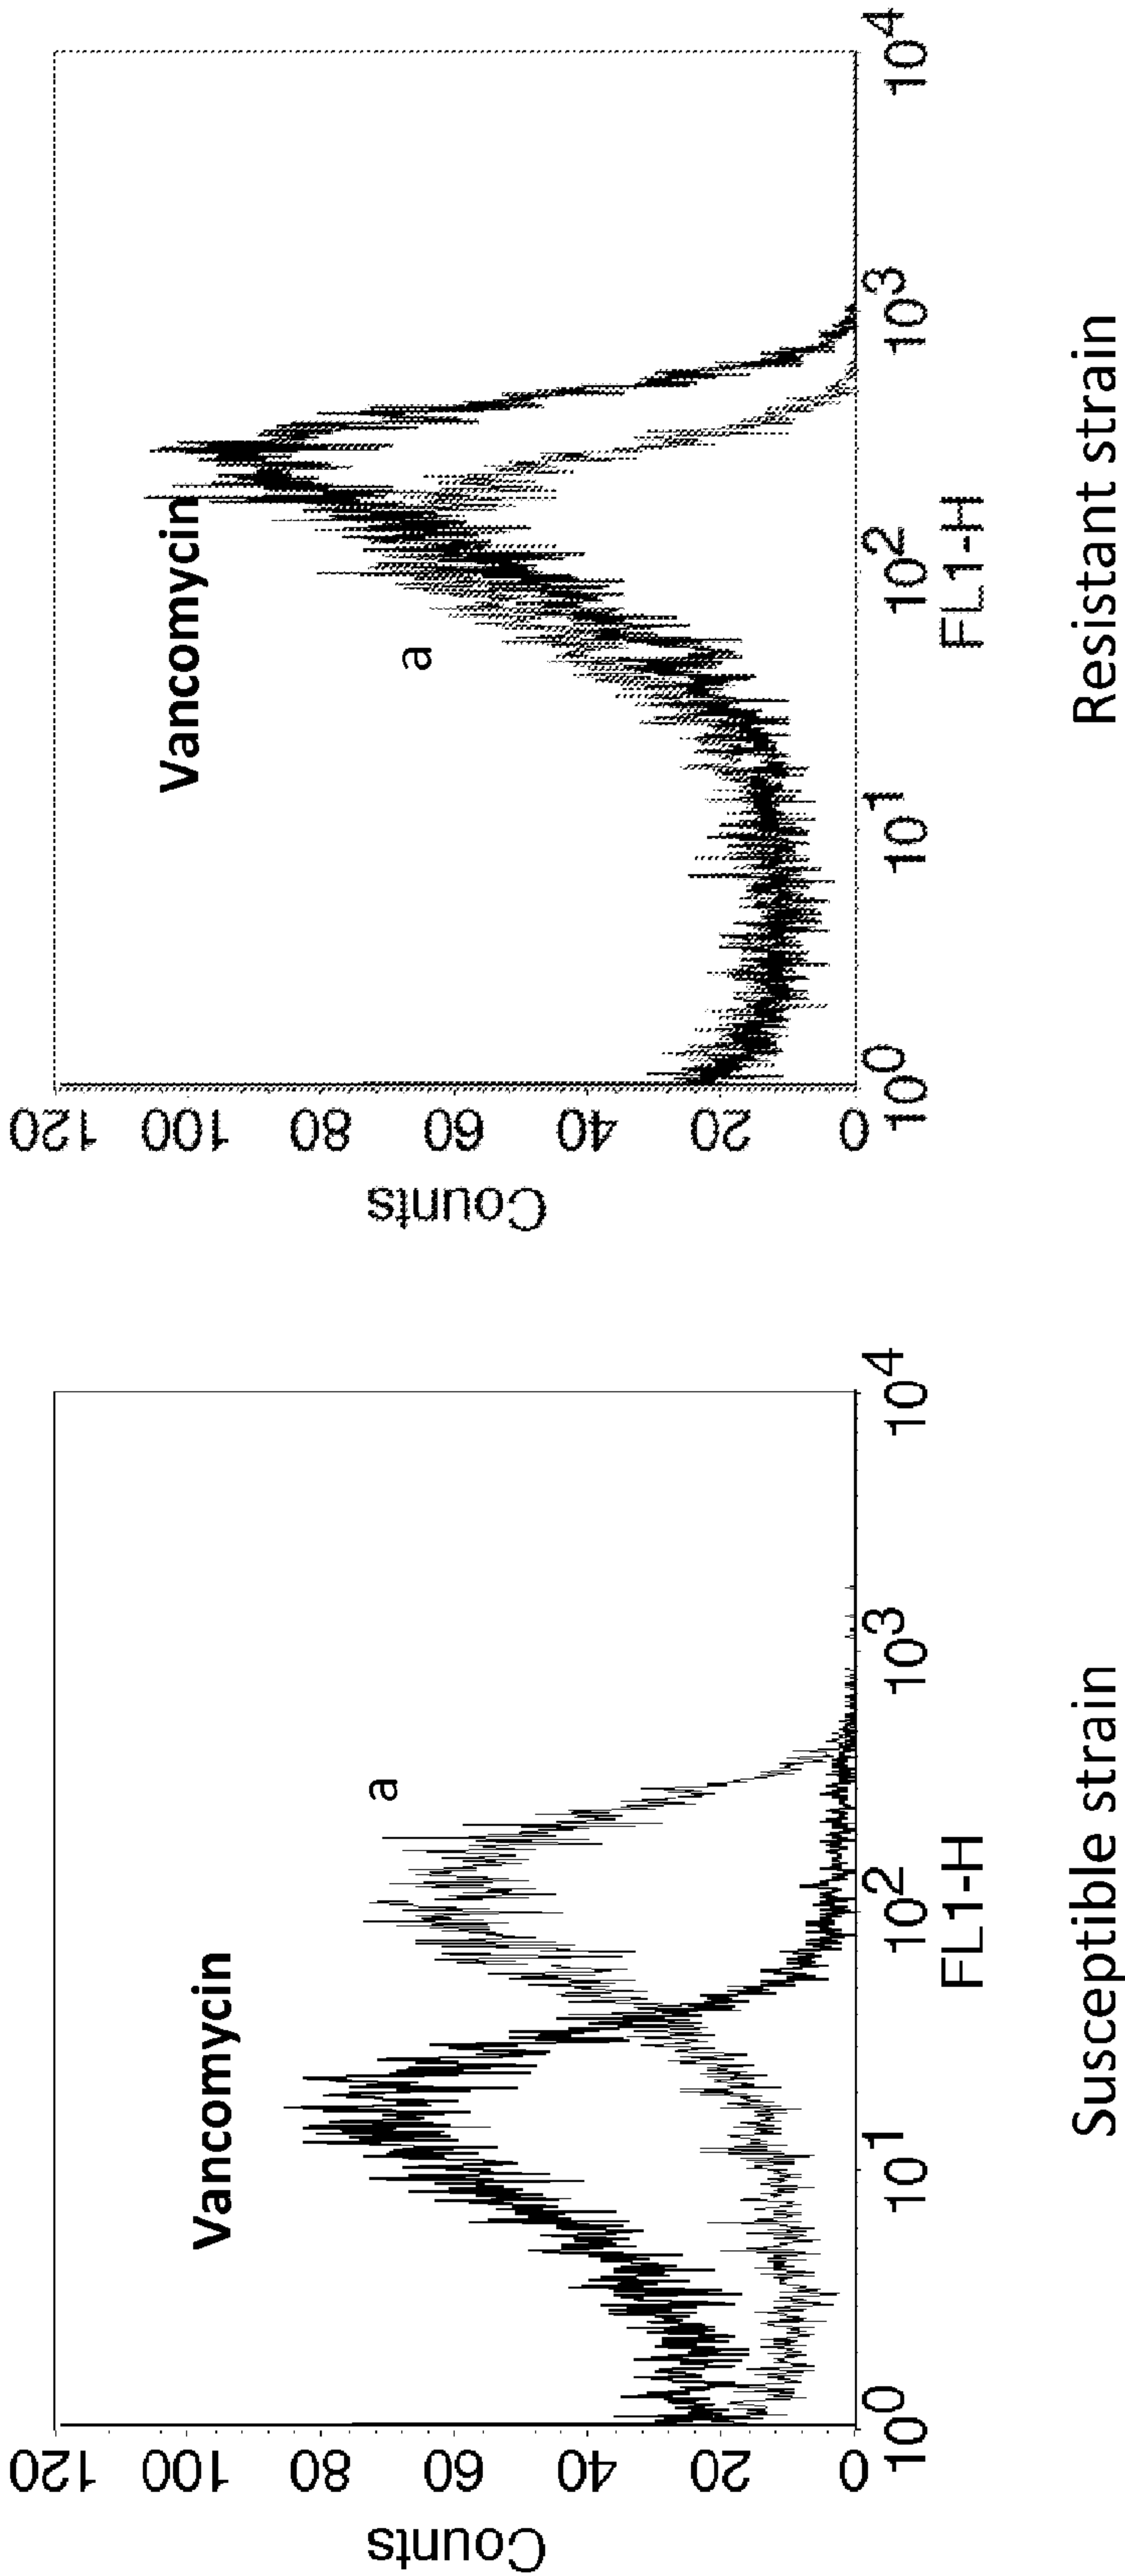 Vancomycin
a
Counts
120
100
80
60
40
20
0
10^0
10^1
10^2
10^3
10^4
FL1-H
Susceptible strain
Vancomycin
a
Counts
120
100
80
60
40
20
0
10^0
10^1
10^2
10^3
10^4
FL1-H
Resistant strain